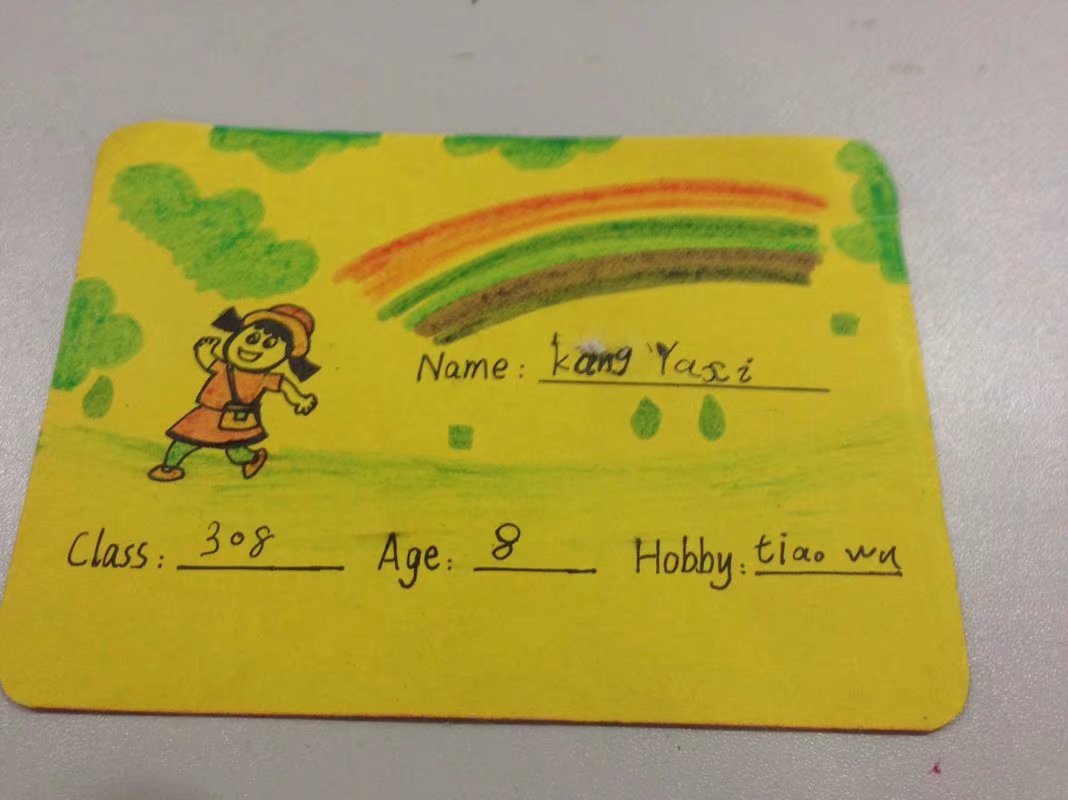 Name: Kang Yaxi
Class: 308 Age: 8 Hobby: tiao wu